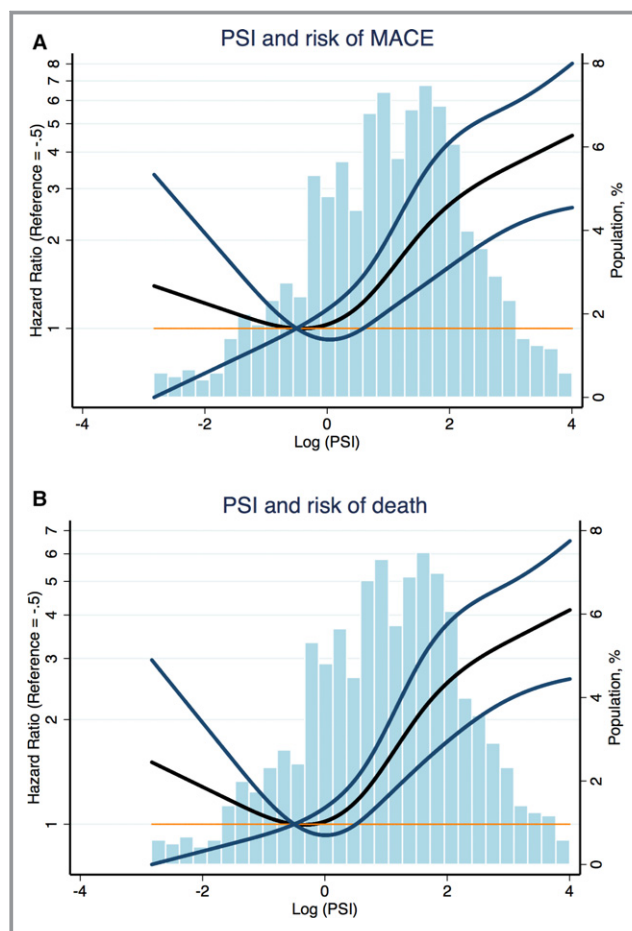 A
PSI and risk of MACE
Hazard Ratio (Reference = -.5)
8
7
6
5
4
3
2
1
8
6
4
2
0
Population, %
-4 -2 0 2 4
Log (PSI)
B
PSI and risk of death
Hazard Ratio (Reference = -.5)
7
6
5
4
3
2
1
8
6
4
2
0
Population, %
-4 -2 0 2 4
Log (PSI)